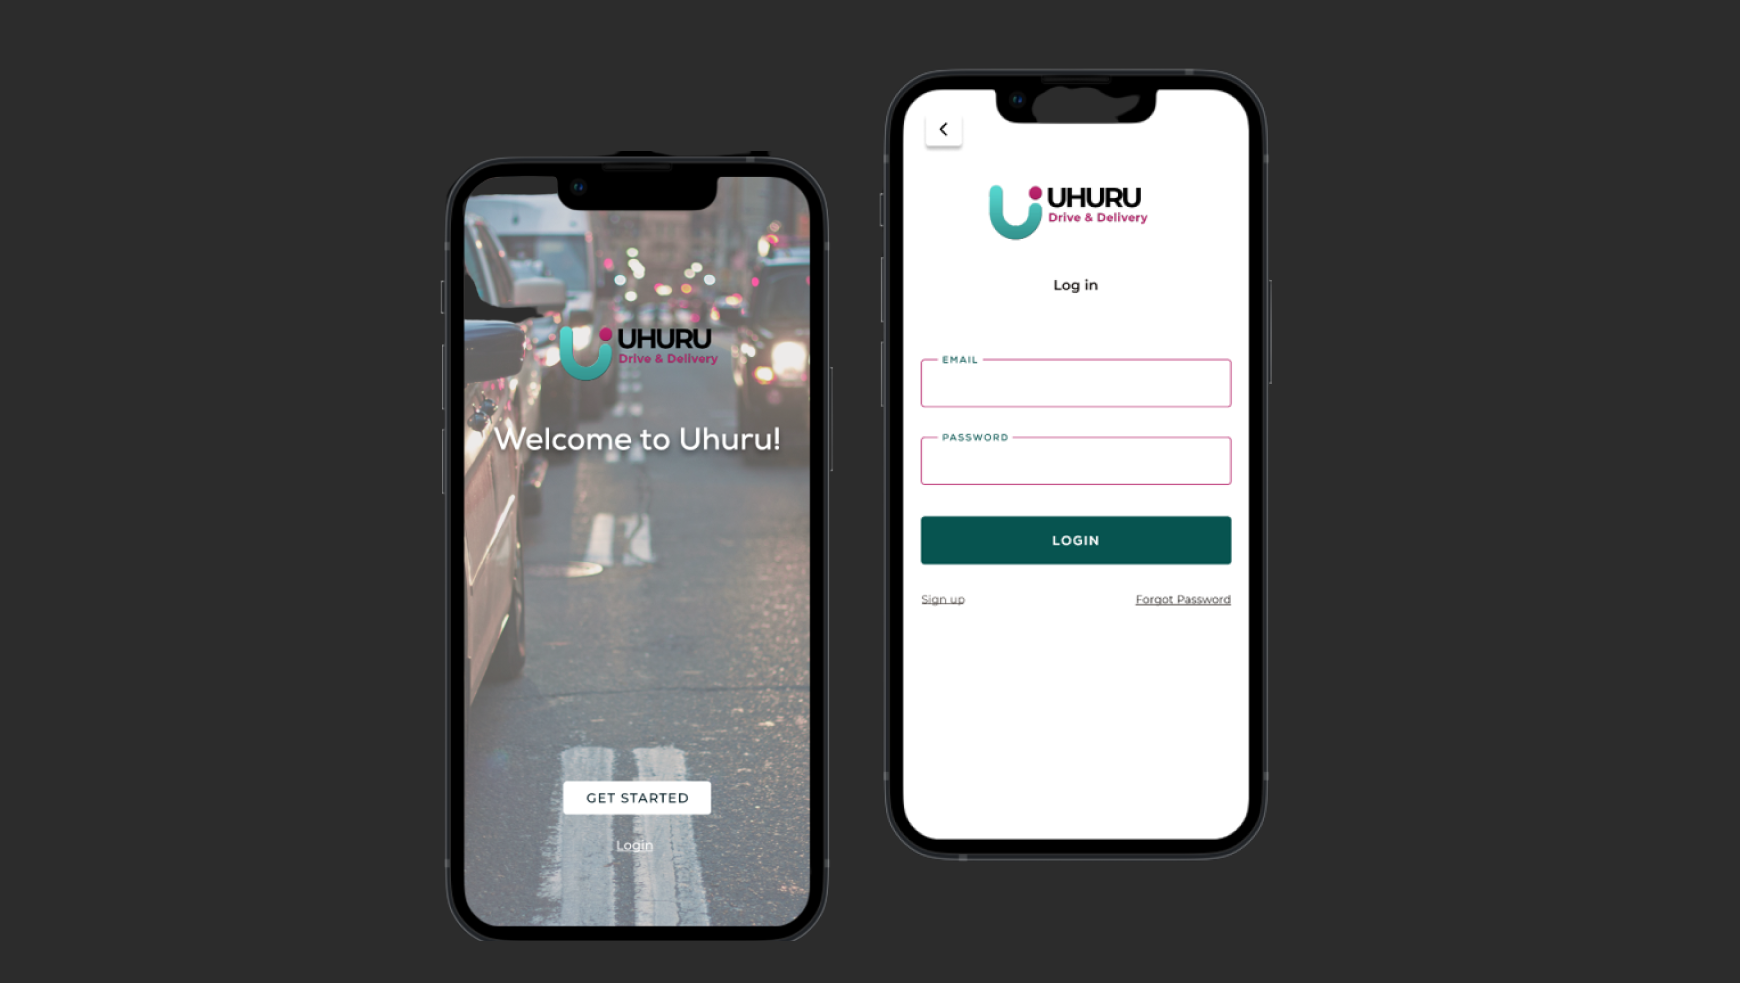 UHURU
Drive & Delivery
Welcome to Uhuru!
GET STARTED
Login
UHURU
Drive & Delivery
Log in
EMAIL
PASSWORD
LOGIN
Sign up
Forgot Password